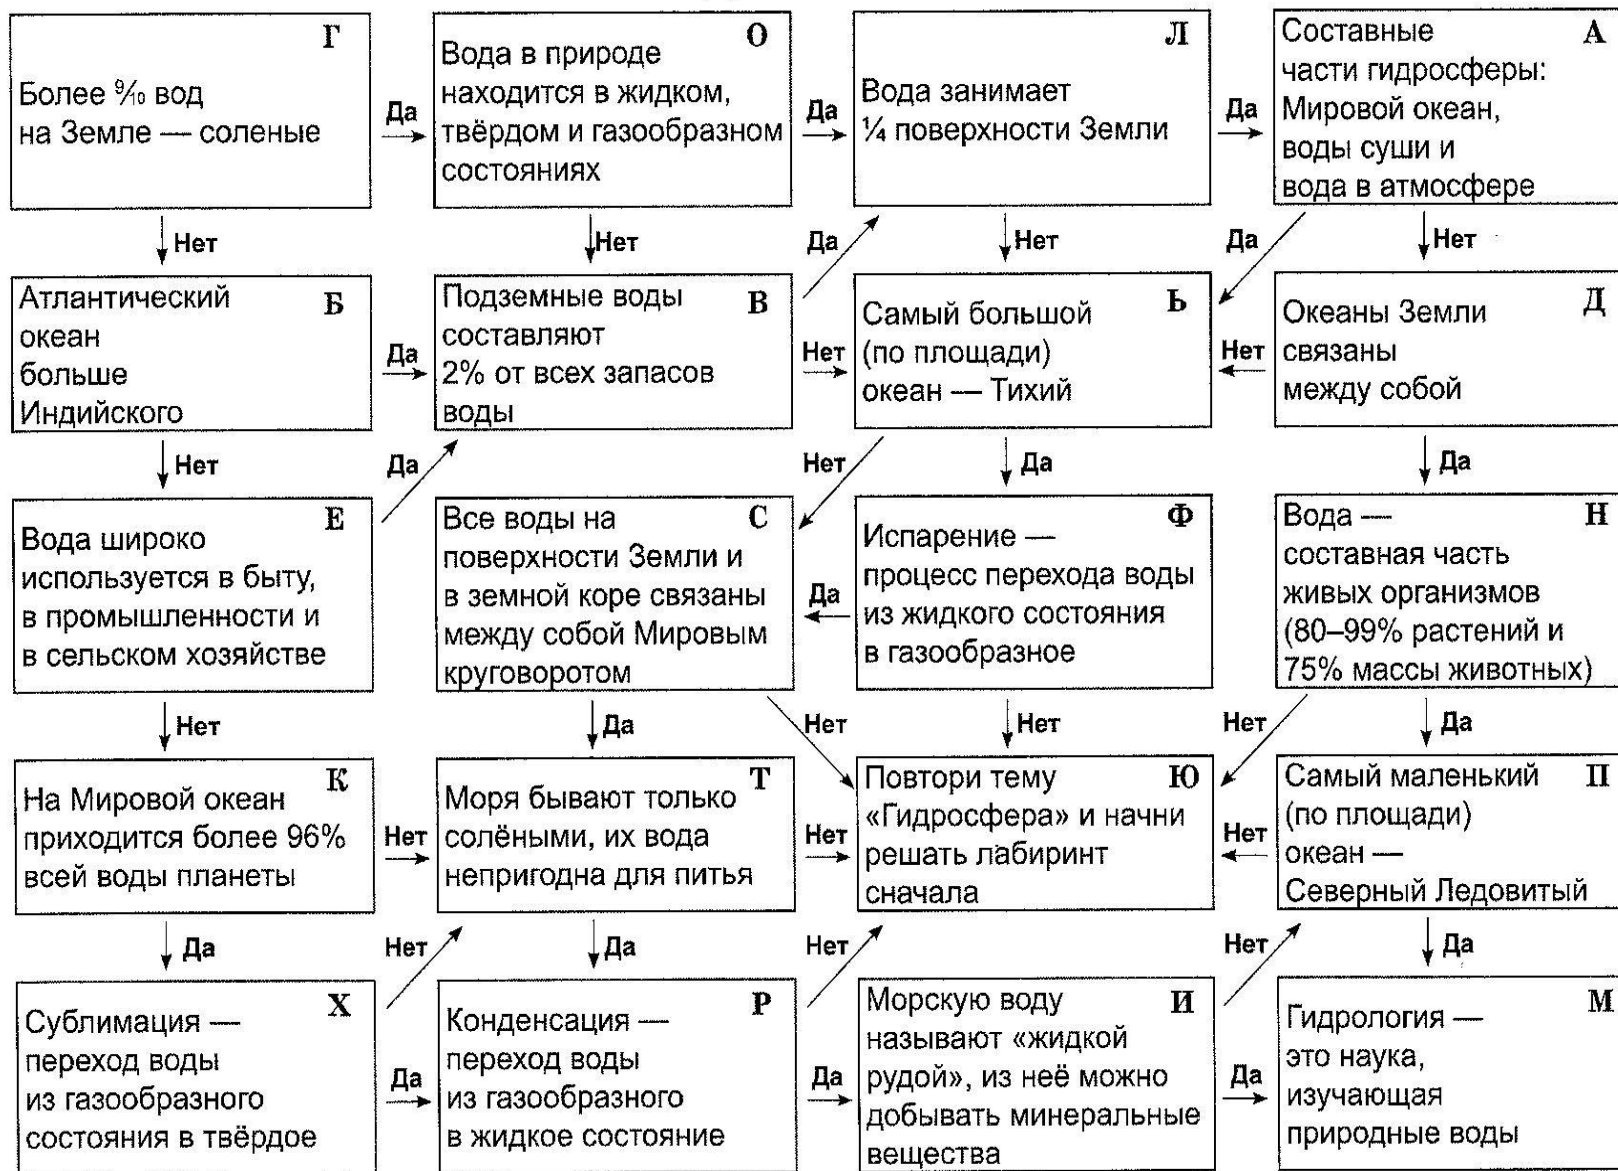 Г
Более 9/10 вод
на Земле — соленые
Да
О
Вода в природе
находится в жидком,
твёрдом и газообразном
состояниях
Да
Л
Вода занимает
¼ поверхности Земли
Да
А
Составные
части гидросферы:
Мировой океан,
воды суши и
вода в атмосфере
Нет
Нет
Да
Нет
Да
Нет
Б
Атлантический
океан
больше
Индийского
Да
В
Подземные воды
составляют
2% от всех запасов
воды
Нет
Ь
Самый большой
(по площади)
океан — Тихий
Нет
Д
Океаны Земли
связаны
между собой
Нет
Да
Нет
Да
Да
Е
Вода широко
используется в быту,
в промышленности и
в сельском хозяйстве
С
Все воды на
поверхности Земли и
в земной коре связаны
между собой Мировым
круговоротом
Да
Ф
Испарение —
процесс перехода воды
из жидкого состояния
в газообразное
Н
Вода —
составная часть
живых организмов
(80–99% растений и
75% массы животных)
Нет
Да
Нет
Нет
Нет
Да
К
На Мировой океан
приходится более 96%
всей воды планеты
Нет
Т
Моря бывают только
солёными, их вода
непригодна для питья
Нет
Ю
Повтори тему
«Гидросфера» и начни
решать лабиринт
сначала
Нет
П
Самый маленький
(по площади)
океан —
Северный Ледовитый
Да
Нет
Да
Нет
Нет
Да
Х
Сублимация —
переход воды
из газообразного
состояния в твёрдое
Да
Р
Конденсация —
переход воды
из газообразного
в жидкое состояние
Да
И
Морскую воду
называют «жидкой
рудой», из неё можно
добывать минеральные
вещества
Да
М
Гидрология —
это наука,
изучающая
природные воды